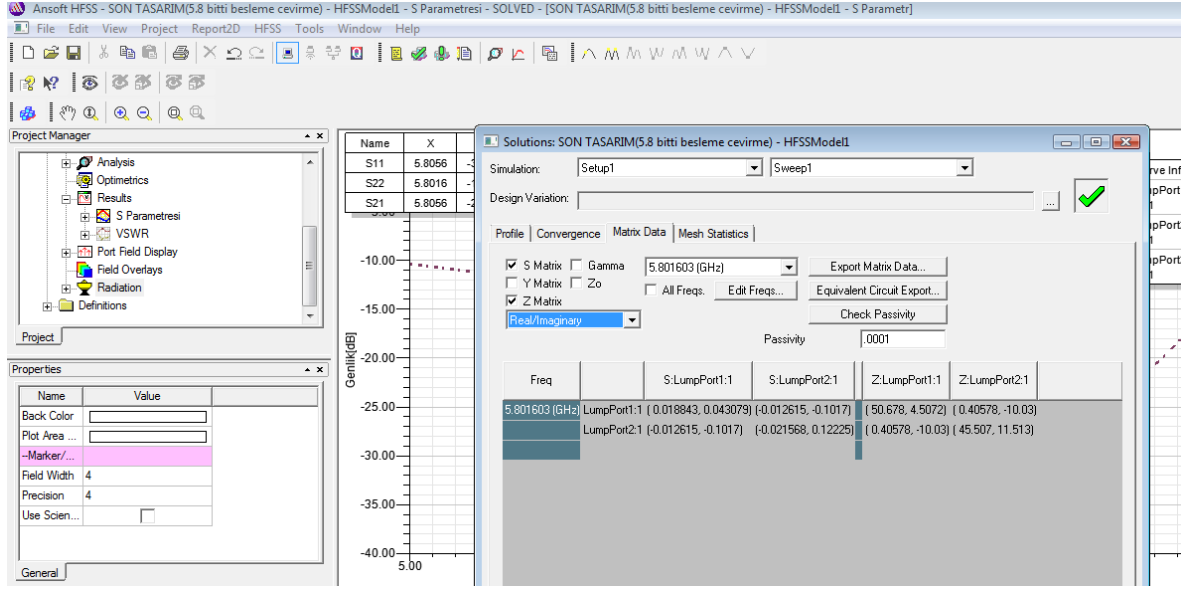 Ansoft HFSS - SON TASARIM(5.8 bitti besleme cevirme) - HFSSModel1 - S Parametresi - SOLVED - [SON TASARIM(5.8 bitti besleme cevirme) - HFSSModel1 - S Parametr]
File Edit View Project Report2D HFSS Tools Window Help
Project Manager
Analysis
Optimetrics
Results
S Parametresi
VSWR
Port Field Display
Field Overlays
Radiation
Definitions
Project
Properties
Name Value
Back Color
Plot Area ...
--Marker/...
Field Width 4
Precision 4
Use Scien...
General
Name X
S11 5.8056
S22 5.8016
S21 5.8056
Genlik[dB]
-10.00
-15.00
-20.00
-25.00
-30.00
-35.00
-40.00
5.00
Solutions: SON TASARIM(5.8 bitti besleme cevirme) - HFSSModel1
Simulation: Setup1 Sweep1
Design Variation: ...
Profile Convergence Matrix Data Mesh Statistics
S Matrix Gamma 5.801603 (GHz) Export Matrix Data...
Y Matrix Zo All Freqs. Edit Freqs... Equivalent Circuit Export...
Z Matrix Check Passivity
Real/Imaginary
Passivity .0001
Freq S:LumpPort1:1 S:LumpPort2:1 Z:LumpPort1:1 Z:LumpPort2:1
5.801603 (GHz) LumpPort1:1 ( 0.018843, 0.043079) (-0.012615, -0.1017) ( 50.678, 4.5072) ( 0.40578, -10.03)
LumpPort2:1 (-0.012615, -0.1017) (-0.021568, 0.12225) ( 0.40578, -10.03) ( 45.507, 11.513)